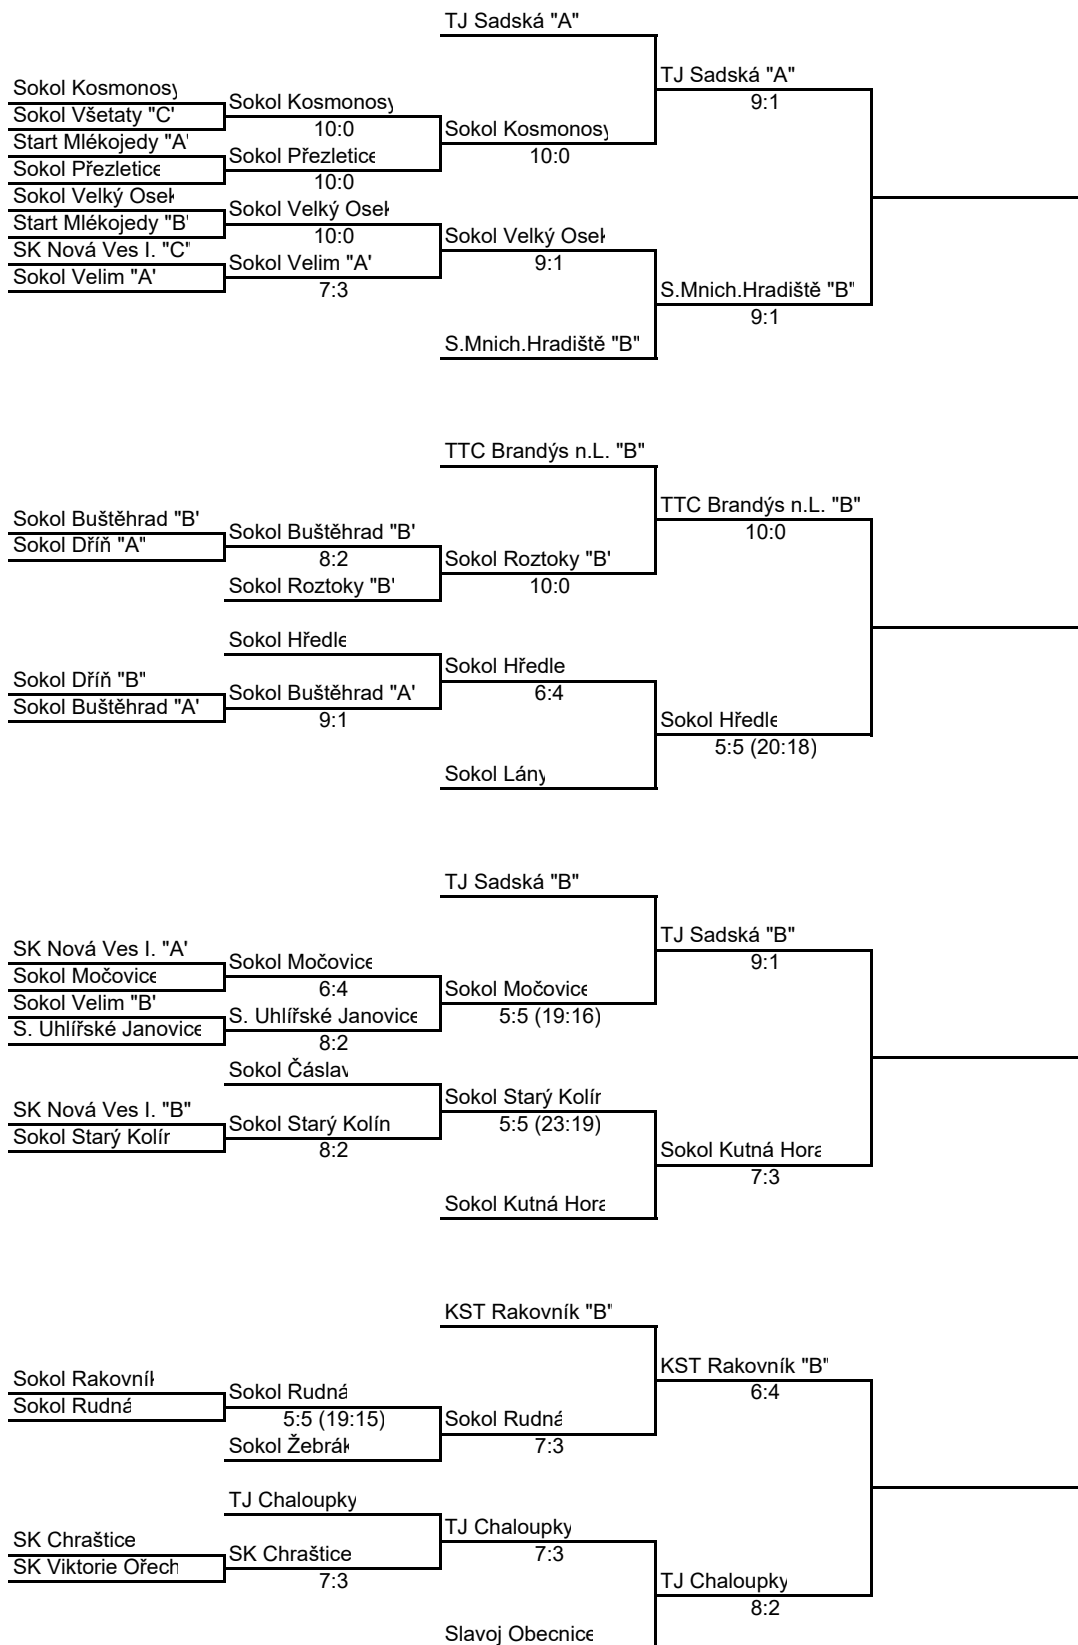 TJ Sadská "A"
TJ Sadská "A"
Sokol Kosmonosy
Sokol Kosmonosy
9:1
Sokol Všetaty "C"
10:0
Sokol Kosmonosy
Start Mlékojedy "A"
Sokol Přezletice
10:0
Sokol Přezletice
10:0
Sokol Velký Osek
Sokol Velký Osek
Start Mlékojedy "B"
10:0
Sokol Velký Osek
SK Nová Ves I. "C"
Sokol Velim "A"
9:1
Sokol Velim "A"
7:3
S.Mnich.Hradiště "B"
9:1
S.Mnich.Hradiště "B"
TTC Brandýs n.L. "B"
TTC Brandýs n.L. "B"
Sokol Buštěhrad "B"
Sokol Buštěhrad "B"
10:0
Sokol Dříň "A"
8:2
Sokol Roztoky "B"
Sokol Roztoky "B"
10:0
Sokol Hředle
Sokol Hředle
Sokol Dříň "B"
Sokol Buštěhrad "A"
6:4
Sokol Buštěhrad "A"
9:1
Sokol Hředle
5:5 (20:18)
Sokol Lány
TJ Sadská "B"
TJ Sadská "B"
SK Nová Ves I. "A"
Sokol Močovice
9:1
Sokol Močovice
6:4
Sokol Močovice
Sokol Velim "B"
S. Uhlířské Janovice
5:5 (19:16)
S. Uhlířské Janovice
8:2
Sokol Čáslav
Sokol Starý Kolín
SK Nová Ves I. "B"
Sokol Starý Kolín
5:5 (23:19)
Sokol Starý Kolín
8:2
Sokol Kutná Hora
7:3
Sokol Kutná Hora
KST Rakovník "B"
KST Rakovník "B"
Sokol Rakovník
Sokol Rudná
6:4
Sokol Rudná
5:5 (19:15)
Sokol Rudná
Sokol Žebrák
7:3
TJ Chaloupky
TJ Chaloupky
SK Chraštice
SK Chraštice
7:3
SK Viktorie Ořech
7:3
TJ Chaloupky
8:2
Slavoj Obecnice